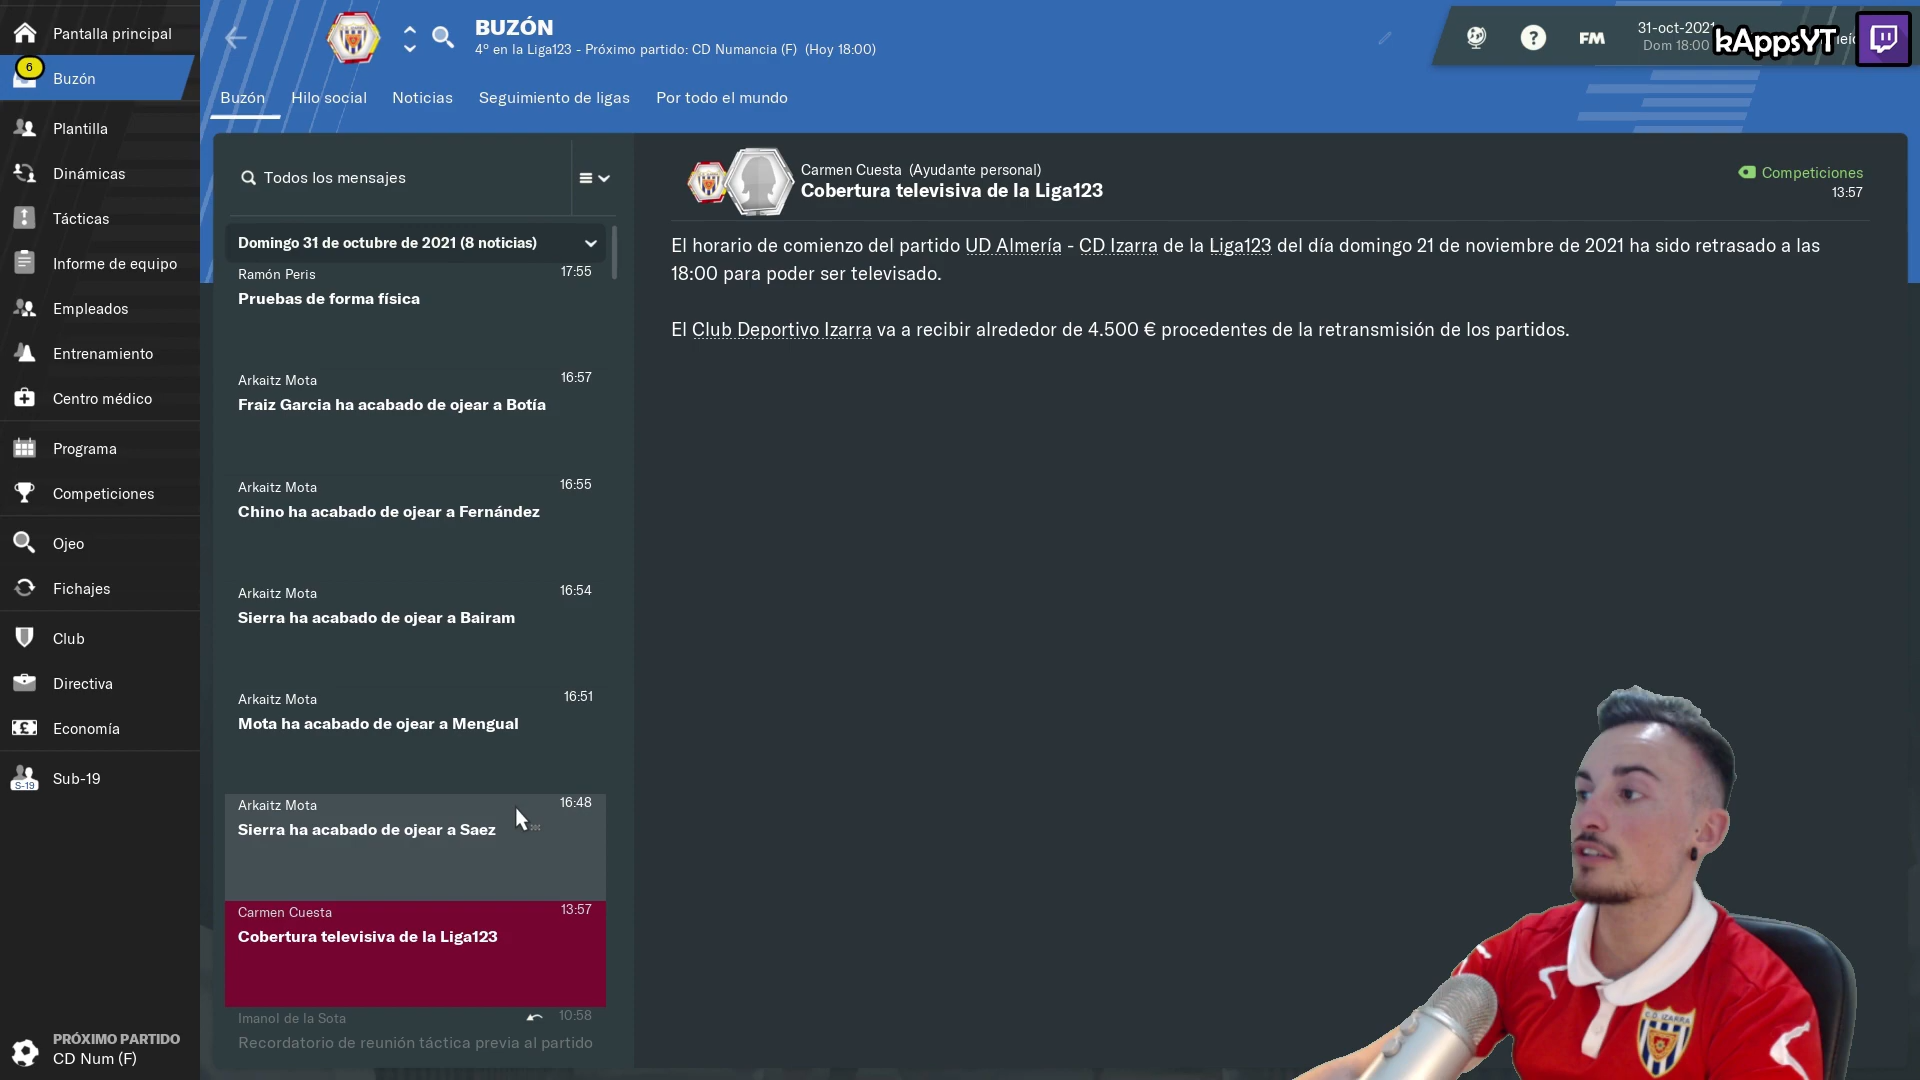 Pantalla principal
6
Buzón
Plantilla
Dinámicas
Tácticas
Informe de equipo
Empleados
Entrenamiento
Centro médico
Programa
Competiciones
Ojeo
Fichajes
Club
Directiva
Economía
S-19
Sub-19
PRÓXIMO PARTIDO
CD Num (F)
BUZÓN
4º en la Liga123 - Próximo partido: CD Numancia (F) (Hoy 18:00)
FM
31-oct-2021
Dom 18:00
kAppsYT
Buzón
Hilo social
Noticias
Seguimiento de ligas
Por todo el mundo
Todos los mensajes
Domingo 31 de octubre de 2021 (8 noticias)
Ramón Peris 17:55
Pruebas de forma física
Arkaitz Mota 16:57
Fraiz Garcia ha acabado de ojear a Botía
Arkaitz Mota 16:55
Chino ha acabado de ojear a Fernández
Arkaitz Mota 16:54
Sierra ha acabado de ojear a Bairam
Arkaitz Mota 16:51
Mota ha acabado de ojear a Mengual
Arkaitz Mota 16:48
Sierra ha acabado de ojear a Saez
Carmen Cuesta 13:57
Cobertura televisiva de la Liga123
Imanol de la Sota 10:58
Recordatorio de reunión táctica previa al partido
Carmen Cuesta (Ayudante personal)
Cobertura televisiva de la Liga123
Competiciones
13:57
El horario de comienzo del partido UD Almería - CD Izarra de la Liga123 del día domingo 21 de noviembre de 2021 ha sido retrasado a las
18:00 para poder ser televisado.
El Club Deportivo Izarra va a recibir alrededor de 4.500 € procedentes de la retransmisión de los partidos.
C.D. IZARRA